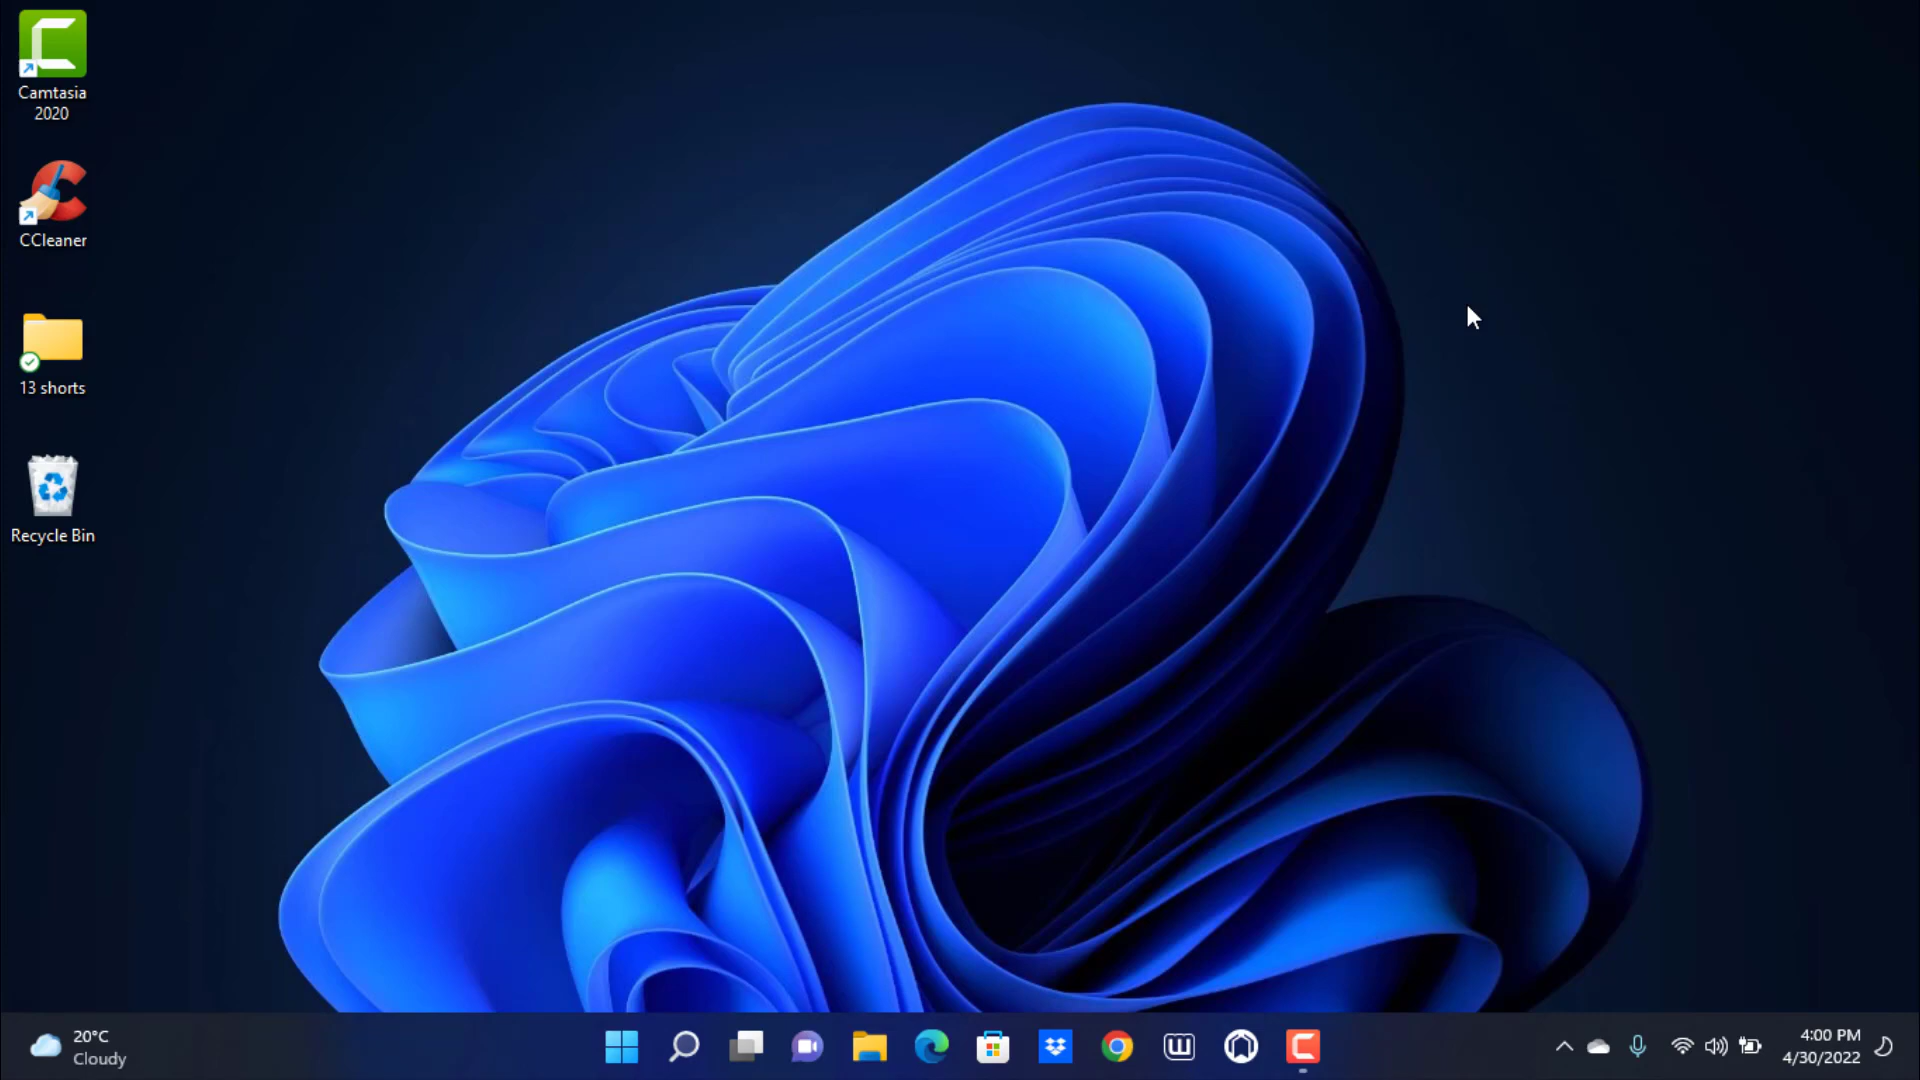 Camtasia
2020
CCleaner
13 shorts
Recycle Bin
20°C
Cloudy
4:00 PM
4/30/2022